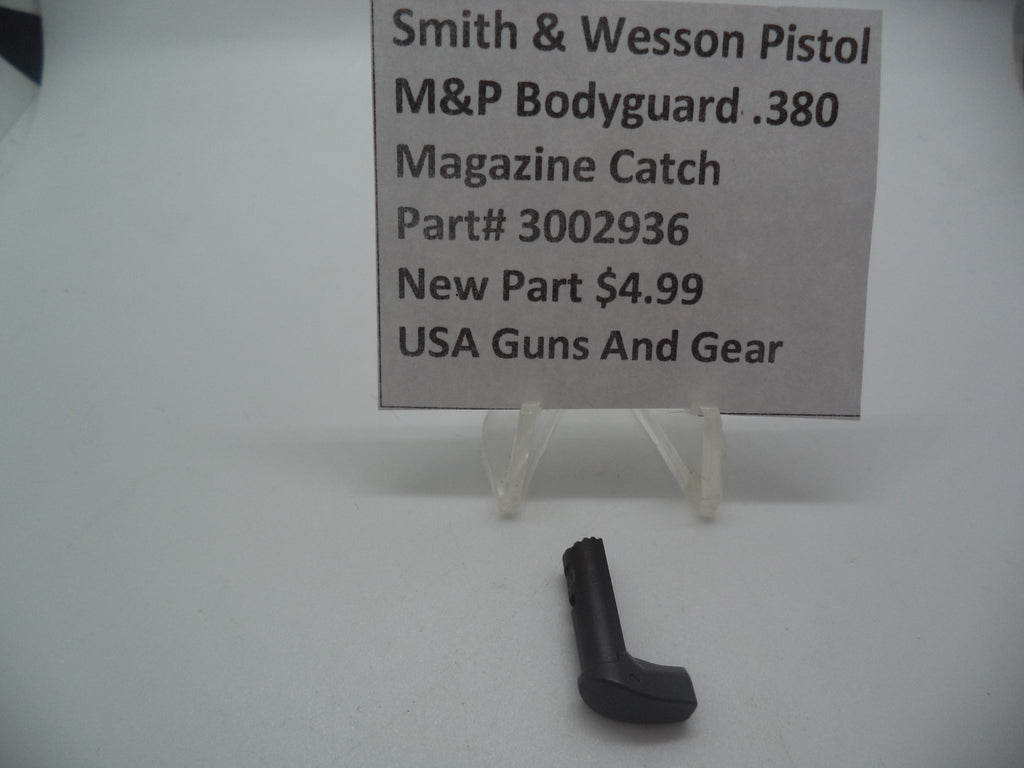 Smith & Wesson Pistol
M&P Bodyguard .380
Magazine Catch
Part# 3002936
New Part $4.99
USA Guns And Gear